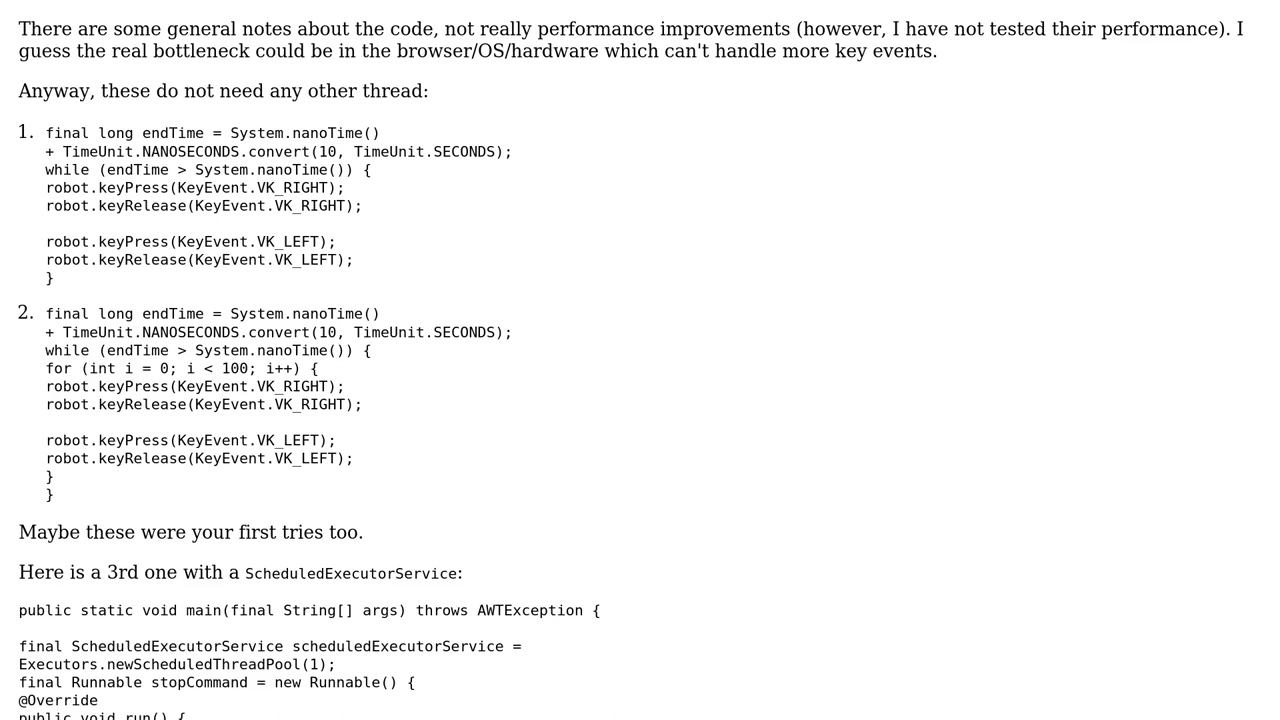 There are some general notes about the code, not really performance improvements (however, I have not tested their performance). I
guess the real bottleneck could be in the browser/OS/hardware which can't handle more key events.
Anyway, these do not need any other thread:
1. final long endTime = System.nanoTime()
+ TimeUnit.NANOSECONDS.convert(10, TimeUnit.SECONDS);
while (endTime > System.nanoTime()) {
robot.keyPress(KeyEvent.VK_RIGHT);
robot.keyRelease(KeyEvent.VK_RIGHT);
robot.keyPress(KeyEvent.VK_LEFT);
robot.keyRelease(KeyEvent.VK_LEFT);
}
2. final long endTime = System.nanoTime()
+ TimeUnit.NANOSECONDS.convert(10, TimeUnit.SECONDS);
while (endTime > System.nanoTime()) {
for (int i = 0; i < 100; i++) {
robot.keyPress(KeyEvent.VK_RIGHT);
robot.keyRelease(KeyEvent.VK_RIGHT);
robot.keyPress(KeyEvent.VK_LEFT);
robot.keyRelease(KeyEvent.VK_LEFT);
}
}
Maybe these were your first tries too.
Here is a 3rd one with a ScheduledExecutorService:
public static void main(final String[] args) throws AWTException {
final ScheduledExecutorService scheduledExecutorService =
Executors.newScheduledThreadPool(1);
final Runnable stopCommand = new Runnable() {
@Override
public void run() {